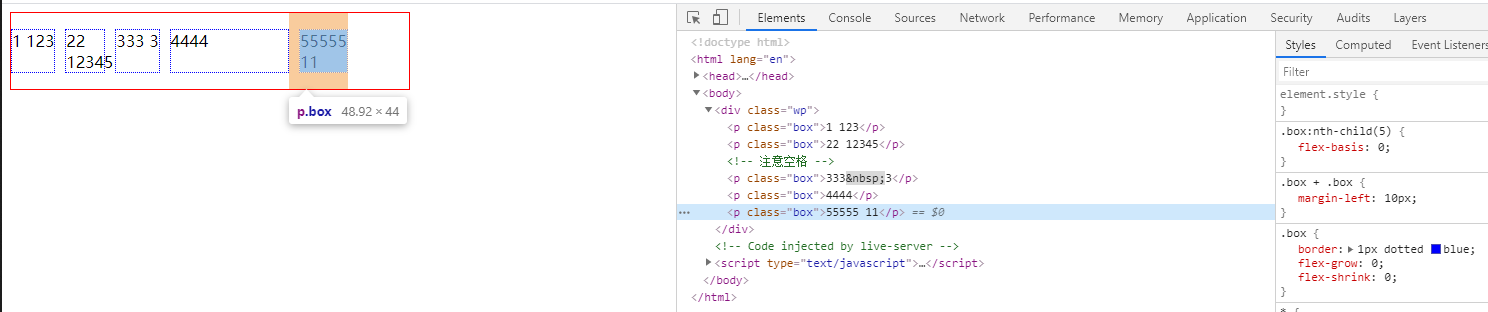 1 123
22
12345
333 3
4444
55555
11
p.box 48.92 × 44
Elements Console Sources Network Performance Memory Application Security Audits Layers
<!doctype html>
<html lang="en">
<head>…</head>
<body>
<div class="wp">
<p class="box">1 123</p>
<p class="box">22 12345</p>
<!-- 注意空格 -->
<p class="box">333&nbsp;3</p>
<p class="box">4444</p>
<p class="box">55555 11</p> == $0
</div>
<!-- Code injected by live-server -->
<script type="text/javascript">…</script>
</body>
</html>
Styles Computed Event Listeners
Filter
element.style {
}
.box:nth-child(5) {
flex-basis: 0;
}
.box + .box {
margin-left: 10px;
}
.box {
border: 1px dotted blue;
flex-grow: 0;
flex-shrink: 0;
}
* {